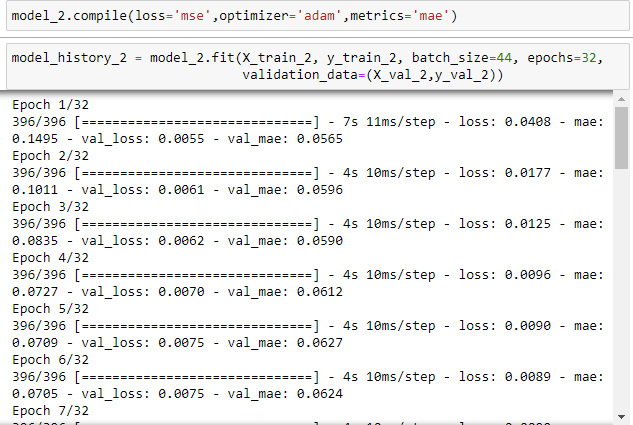 model_2.compile(loss='mse',optimizer='adam',metrics='mae')
model_history_2 = model_2.fit(X_train_2, y_train_2, batch_size=44, epochs=32,
validation_data=(X_val_2,y_val_2))
Epoch 1/32
396/396 [==============================] - 7s 11ms/step - loss: 0.0408 - mae:
0.1495 - val_loss: 0.0055 - val_mae: 0.0565
Epoch 2/32
396/396 [==============================] - 4s 10ms/step - loss: 0.0177 - mae:
0.1011 - val_loss: 0.0061 - val_mae: 0.0596
Epoch 3/32
396/396 [==============================] - 4s 10ms/step - loss: 0.0125 - mae:
0.0835 - val_loss: 0.0062 - val_mae: 0.0590
Epoch 4/32
396/396 [==============================] - 4s 10ms/step - loss: 0.0096 - mae:
0.0727 - val_loss: 0.0070 - val_mae: 0.0612
Epoch 5/32
396/396 [==============================] - 4s 10ms/step - loss: 0.0090 - mae:
0.0709 - val_loss: 0.0075 - val_mae: 0.0627
Epoch 6/32
396/396 [==============================] - 4s 10ms/step - loss: 0.0089 - mae:
0.0705 - val_loss: 0.0075 - val_mae: 0.0624
Epoch 7/32